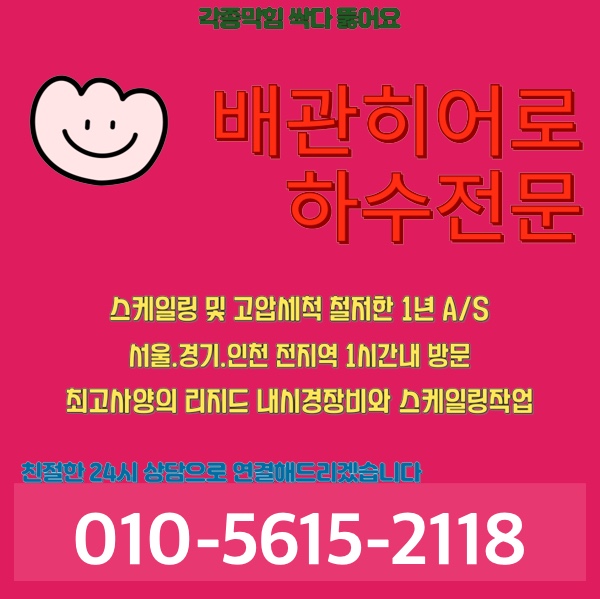 각종막힘 싹다 뚫어요
배관히어로
하수전문
스케일링 및 고압세척 철저한 1년 A/S
서울.경기.인천 전지역 1시간내 방문
최고사양의 리지드 내시경장비와 스케일링작업
친절한 24시 상담으로 연결해드리겠습니다
010-5615-2118